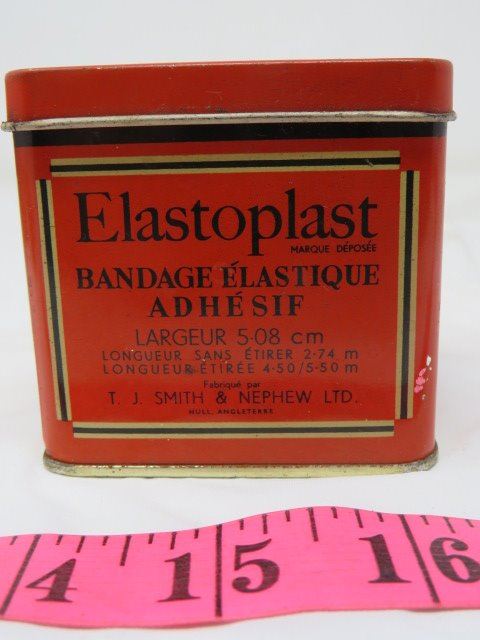 Elastoplast
MARQUE DÉPOSÉE
BANDAGE ÉLASTIQUE
ADHÉSIF
LARGEUR 5·08 cm
LONGUEUR SANS ÉTIRER 2·74 m
LONGUEUR ÉTIRÉE 4·50/5·50 m
Fabriqué par
T. J. SMITH & NEPHEW LTD.
HULL, ANGLETERRE
14 15 16